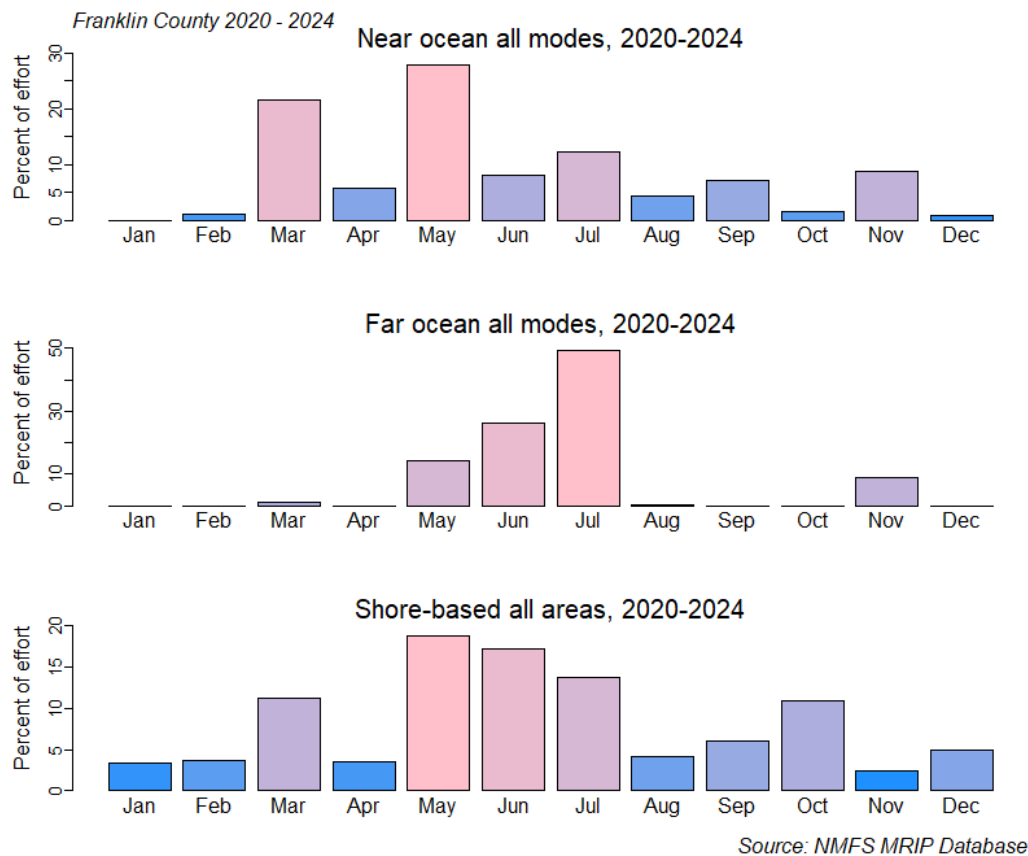 Franklin County 2020 - 2024
Near ocean all modes, 2020-2024
Percent of effort
30
20
10
5
0
Jan Feb Mar Apr May Jun Jul Aug Sep Oct Nov Dec
Far ocean all modes, 2020-2024
Percent of effort
50
30
10
0
Jan Feb Mar Apr May Jun Jul Aug Sep Oct Nov Dec
Shore-based all areas, 2020-2024
Percent of effort
20
15
10
5
0
Jan Feb Mar Apr May Jun Jul Aug Sep Oct Nov Dec
Source: NMFS MRIP Database